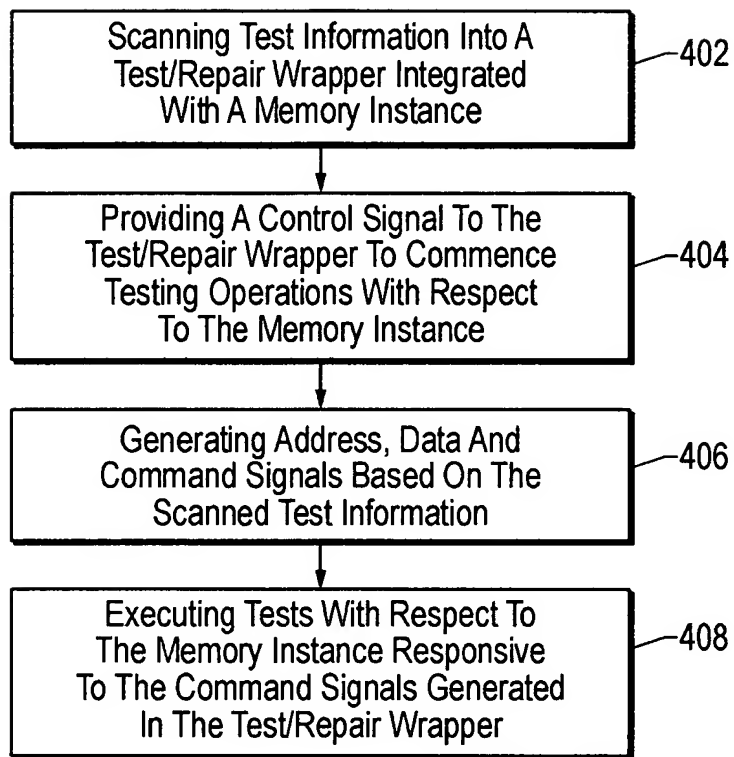 Scanning Test Information Into A
Test/Repair Wrapper Integrated
With A Memory Instance
402
Providing A Control Signal To The
Test/Repair Wrapper To Commence
Testing Operations With Respect
To The Memory Instance
404
Generating Address, Data And
Command Signals Based On The
Scanned Test Information
406
Executing Tests With Respect To
The Memory Instance Responsive
To The Command Signals Generated
In The Test/Repair Wrapper
408